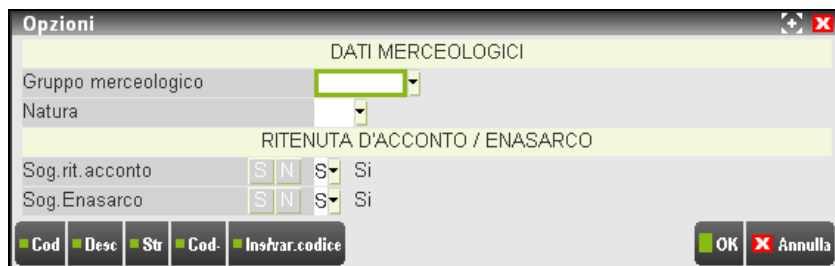 Opzioni
DATI MERCEOLOGICI
Gruppo merceologico
Natura
RITENUTA D'ACCONTO / ENASARCO
Sog.rit.acconto S N S Si
Sog.Enasarco S N S Si
Cod Desc Str Cod- Ins/var.codice OK Annulla